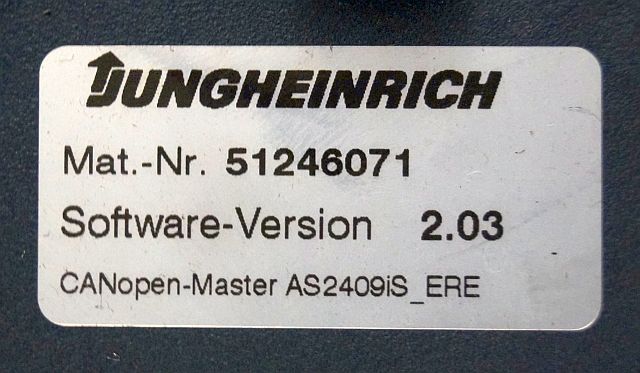 JUNGHEINRICH
Mat.-Nr. 51246071
Software-Version 2.03
CANopen-Master AS2409iS_ERE